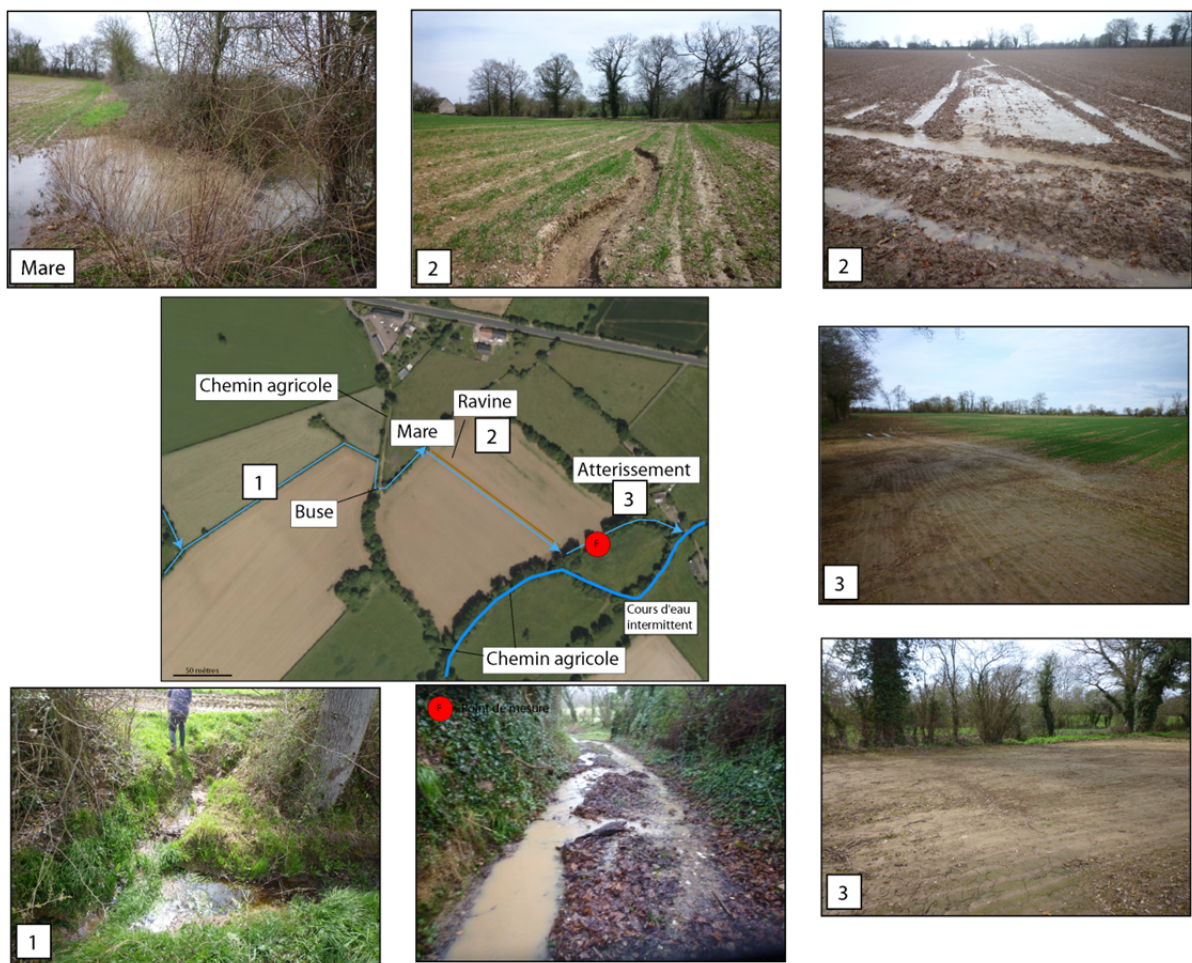 Mare
2
2
Chemin agricole
Ravine
2
Mare
1
Atterissement
3
Buse
F
Cours d'eau
intermittent
Chemin agricole
50 mètres
3
1
F Point de mesure
3